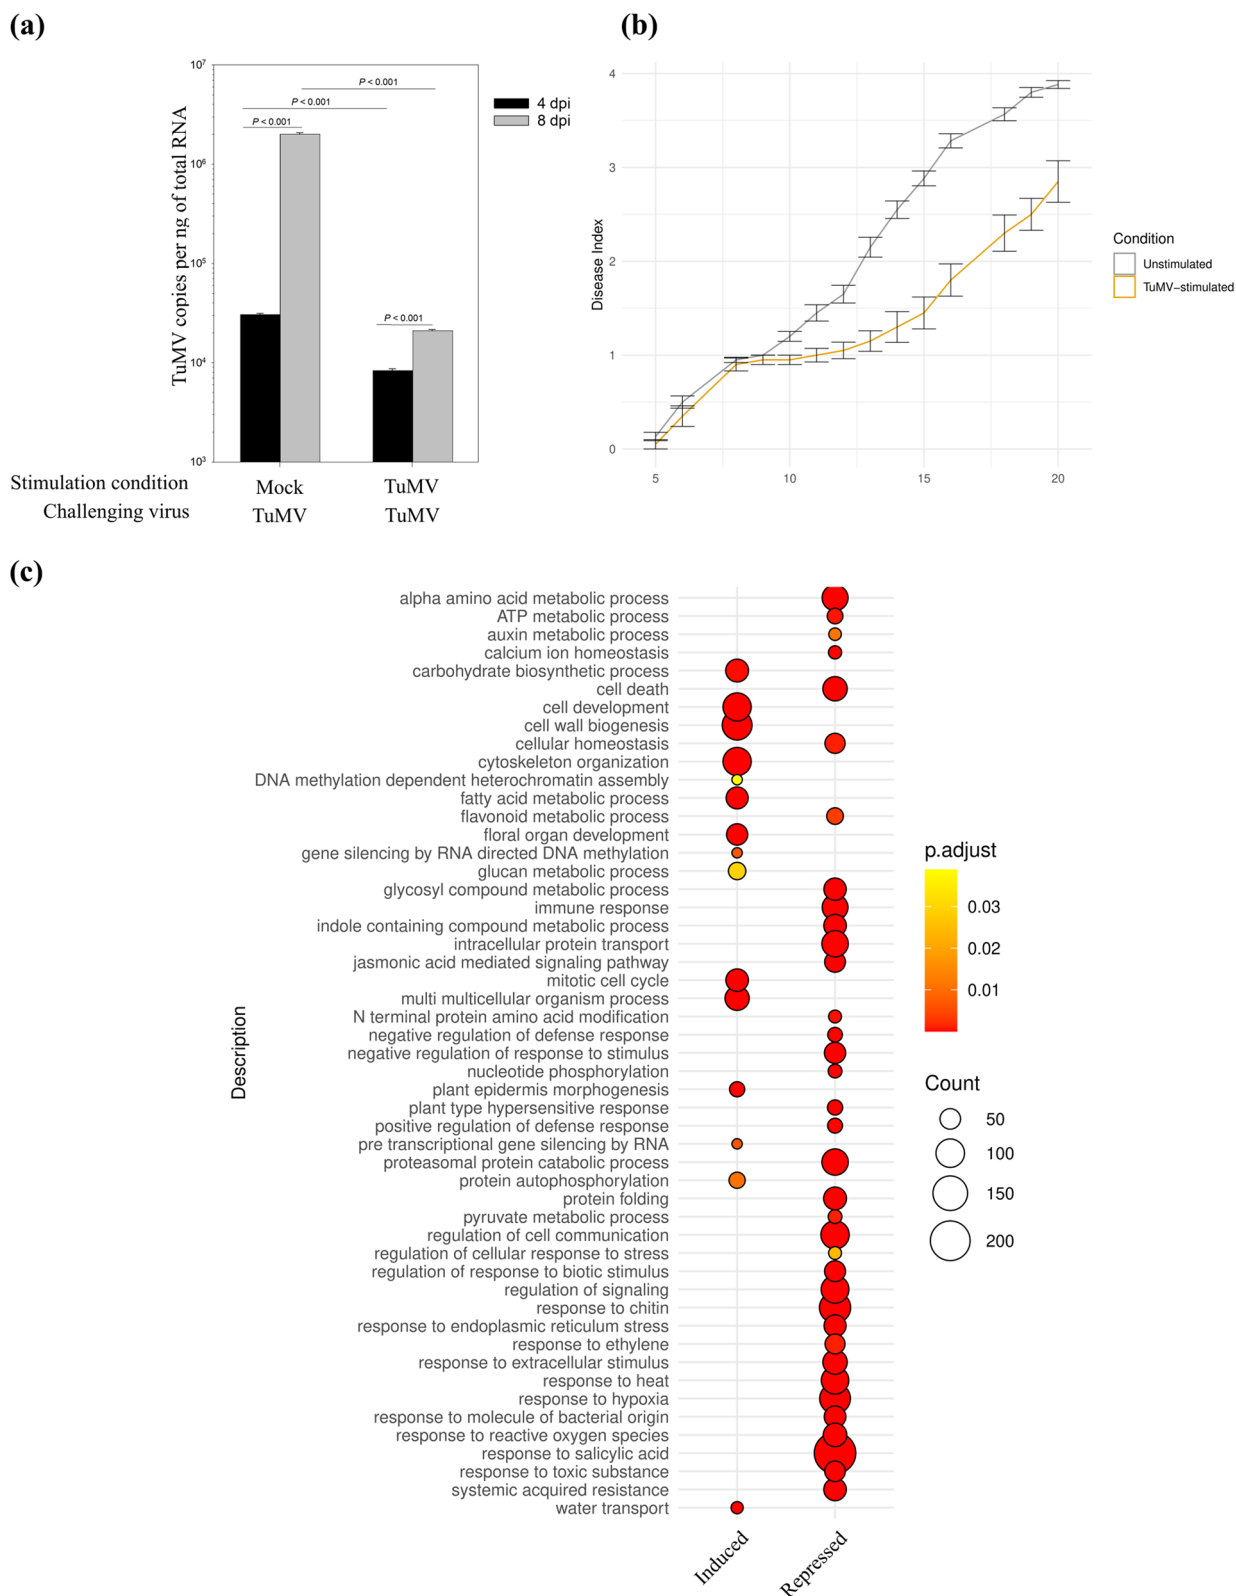 (a)
TuMV copies per ng of total RNA
10⁷
10⁶
10⁵
10⁴
10³
P < 0.001
P < 0.001
P < 0.001
P < 0.001
4 dpi
8 dpi
Stimulation condition
Mock
TuMV
Challenging virus
TuMV
TuMV
(b)
Disease Index
4
3
2
1
0
5
10
15
20
Condition
Unstimulated
TuMV-stimulated
(c)
Description
alpha amino acid metabolic process
ATP metabolic process
auxin metabolic process
calcium ion homeostasis
carbohydrate biosynthetic process
cell death
cell development
cell wall biogenesis
cellular homeostasis
cytoskeleton organization
DNA methylation dependent heterochromatin assembly
fatty acid metabolic process
flavonoid metabolic process
floral organ development
gene silencing by RNA directed DNA methylation
glucan metabolic process
glycosyl compound metabolic process
immune response
indole containing compound metabolic process
intracellular protein transport
jasmonic acid mediated signaling pathway
mitotic cell cycle
multi multicellular organism process
N terminal protein amino acid modification
negative regulation of defense response
negative regulation of response to stimulus
nucleotide phosphorylation
plant epidermis morphogenesis
plant type hypersensitive response
positive regulation of defense response
pre transcriptional gene silencing by RNA
proteasomal protein catabolic process
protein autophosphorylation
protein folding
pyruvate metabolic process
regulation of cell communication
regulation of cellular response to stress
regulation of response to biotic stimulus
regulation of signaling
response to chitin
response to endoplasmic reticulum stress
response to ethylene
response to extracellular stimulus
response to heat
response to hypoxia
response to molecule of bacterial origin
response to reactive oxygen species
response to salicylic acid
response to toxic substance
systemic acquired resistance
water transport
Induced
Repressed
p.adjust
0.03
0.02
0.01
Count
50
100
150
200